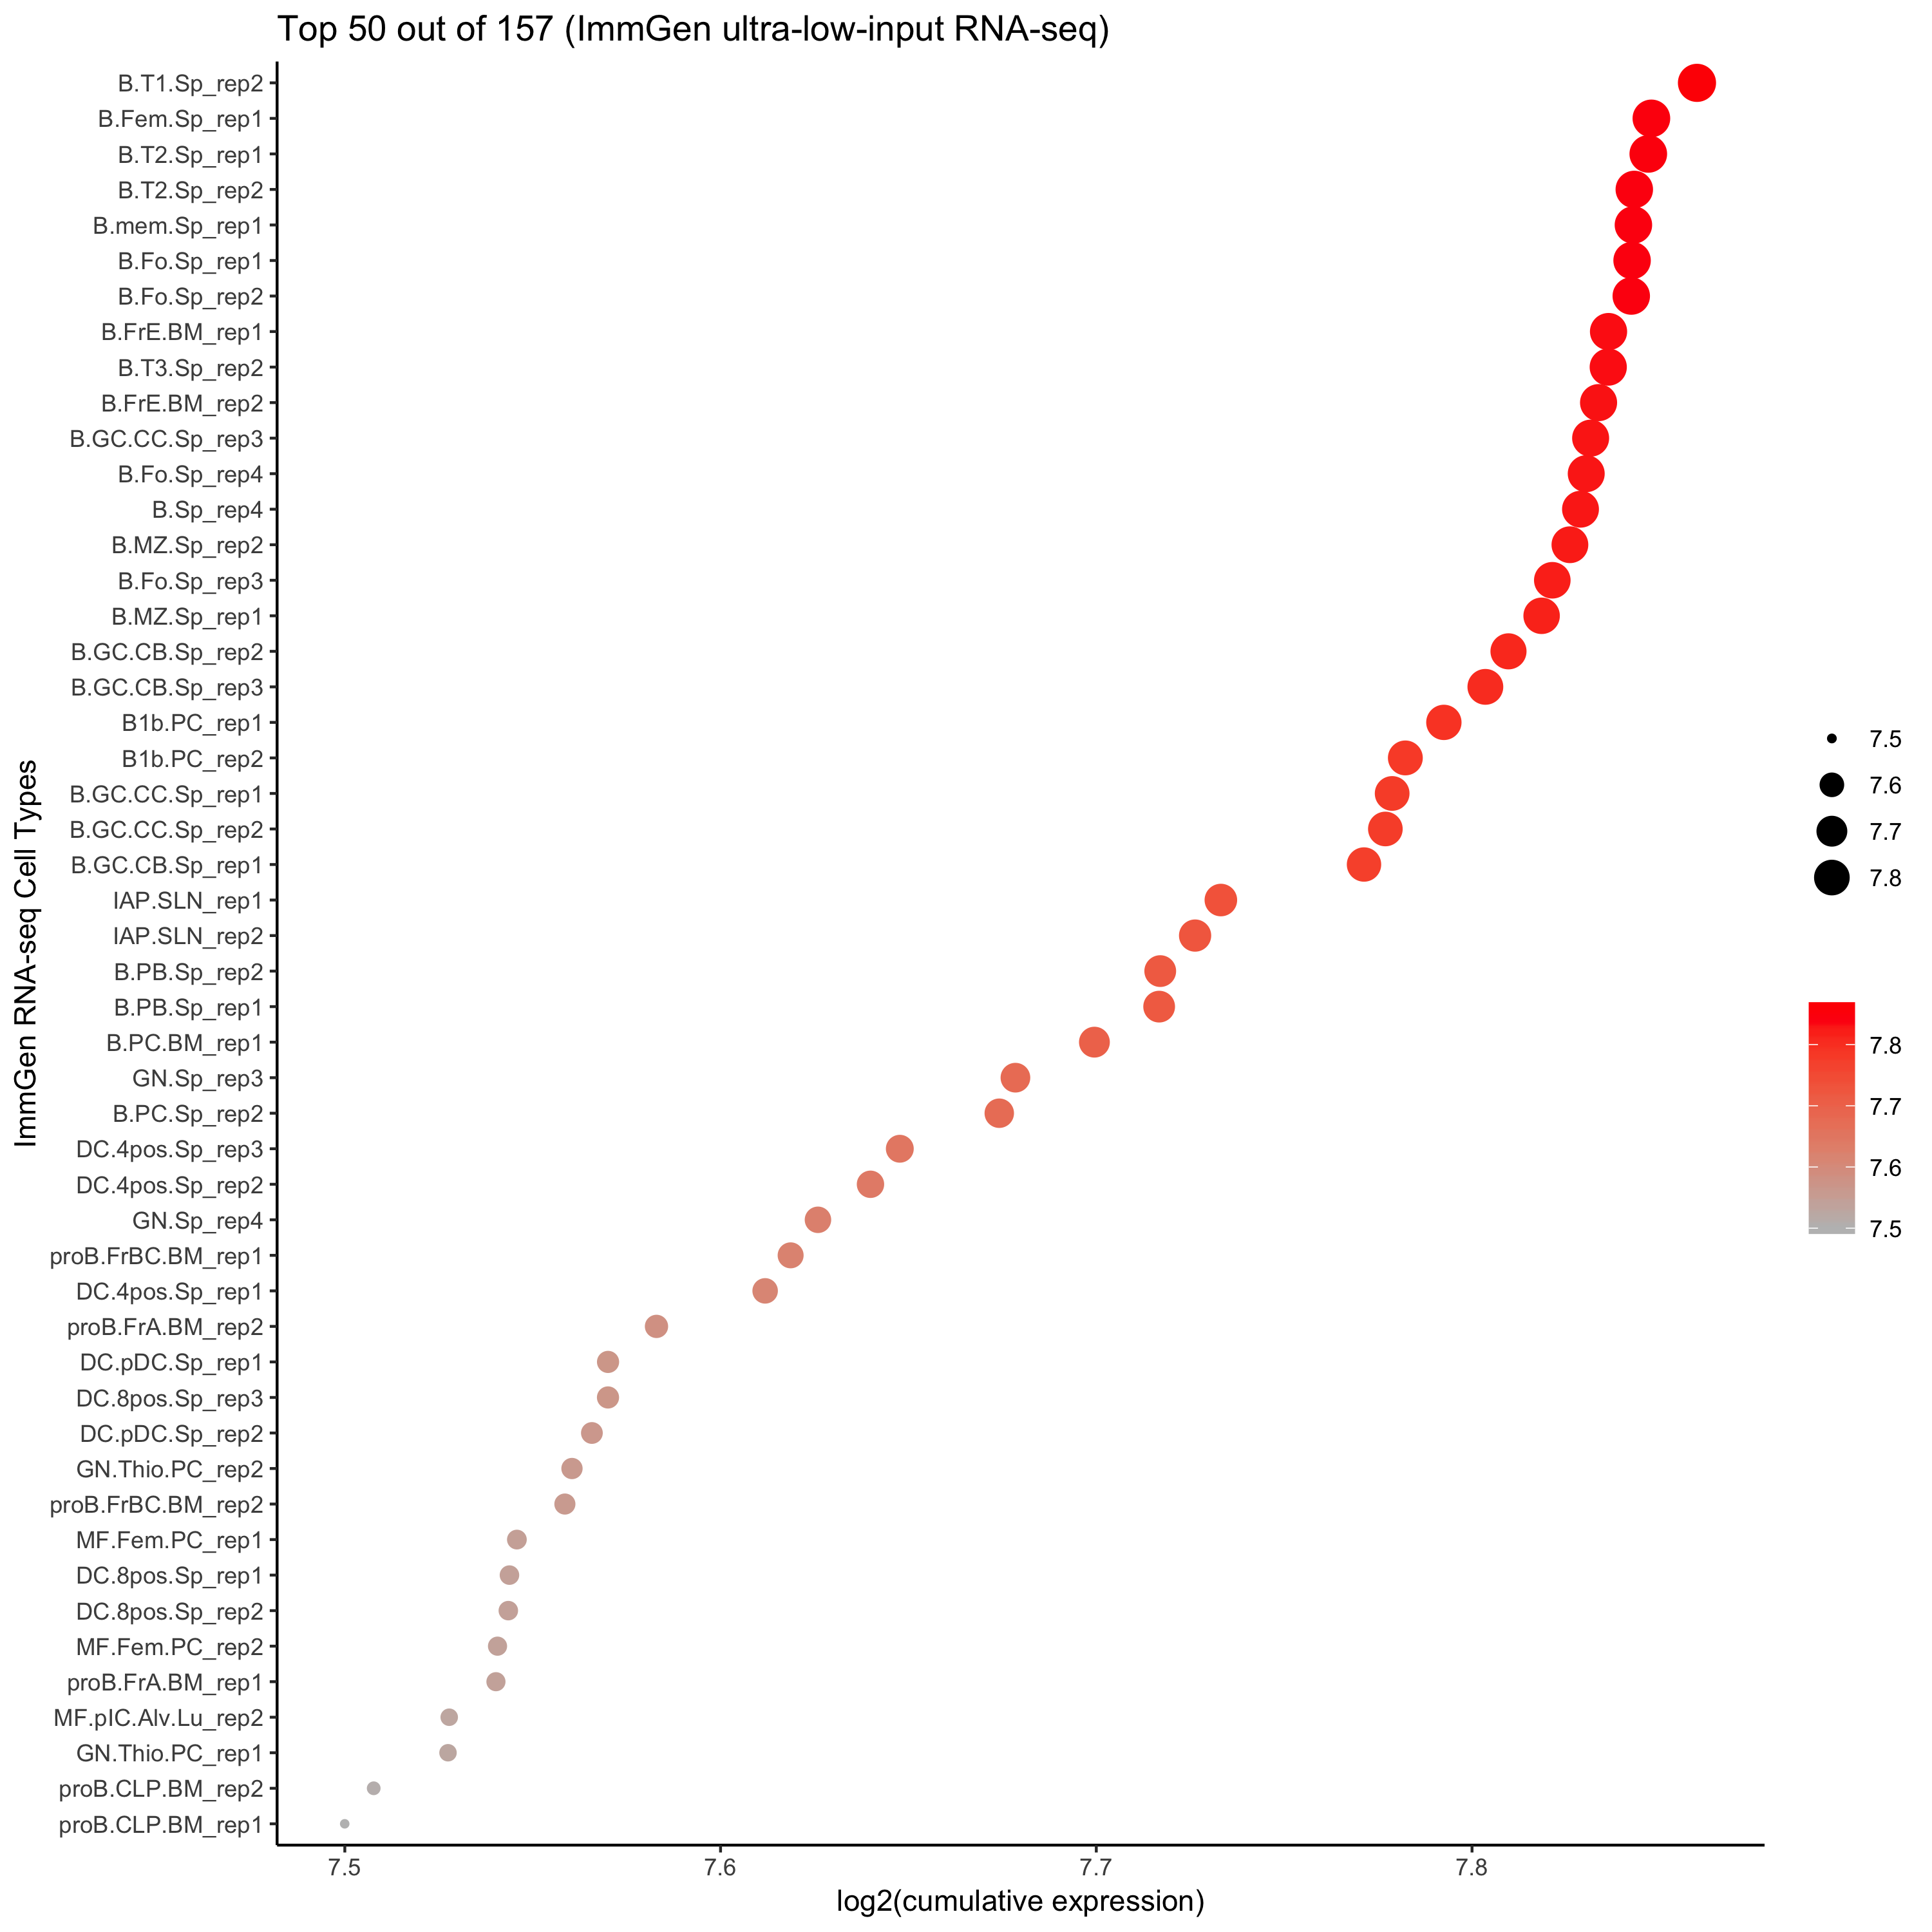 Top 50 out of 157 (ImmGen ultra-low-input RNA-seq)
B.T1.Sp_rep2
B.Fem.Sp_rep1
B.T2.Sp_rep1
B.T2.Sp_rep2
B.mem.Sp_rep1
B.Fo.Sp_rep1
B.Fo.Sp_rep2
B.FrE.BM_rep1
B.T3.Sp_rep2
B.FrE.BM_rep2
B.GC.CC.Sp_rep3
B.Fo.Sp_rep4
B.Sp_rep4
B.MZ.Sp_rep2
B.Fo.Sp_rep3
B.MZ.Sp_rep1
B.GC.CB.Sp_rep2
B.GC.CB.Sp_rep3
B1b.PC_rep1
B1b.PC_rep2
B.GC.CC.Sp_rep1
B.GC.CC.Sp_rep2
B.GC.CB.Sp_rep1
IAP.SLN_rep1
IAP.SLN_rep2
B.PB.Sp_rep2
B.PB.Sp_rep1
B.PC.BM_rep1
GN.Sp_rep3
B.PC.Sp_rep2
DC.4pos.Sp_rep3
DC.4pos.Sp_rep2
GN.Sp_rep4
proB.FrBC.BM_rep1
DC.4pos.Sp_rep1
proB.FrA.BM_rep2
DC.pDC.Sp_rep1
DC.8pos.Sp_rep3
DC.pDC.Sp_rep2
GN.Thio.PC_rep2
proB.FrBC.BM_rep2
MF.Fem.PC_rep1
DC.8pos.Sp_rep1
DC.8pos.Sp_rep2
MF.Fem.PC_rep2
proB.FrA.BM_rep1
MF.pIC.Alv.Lu_rep2
GN.Thio.PC_rep1
proB.CLP.BM_rep2
proB.CLP.BM_rep1
ImmGen RNA-seq Cell Types
7.5 7.6 7.7 7.8
log2(cumulative expression)
7.5
7.6
7.7
7.8
7.8
7.7
7.6
7.5